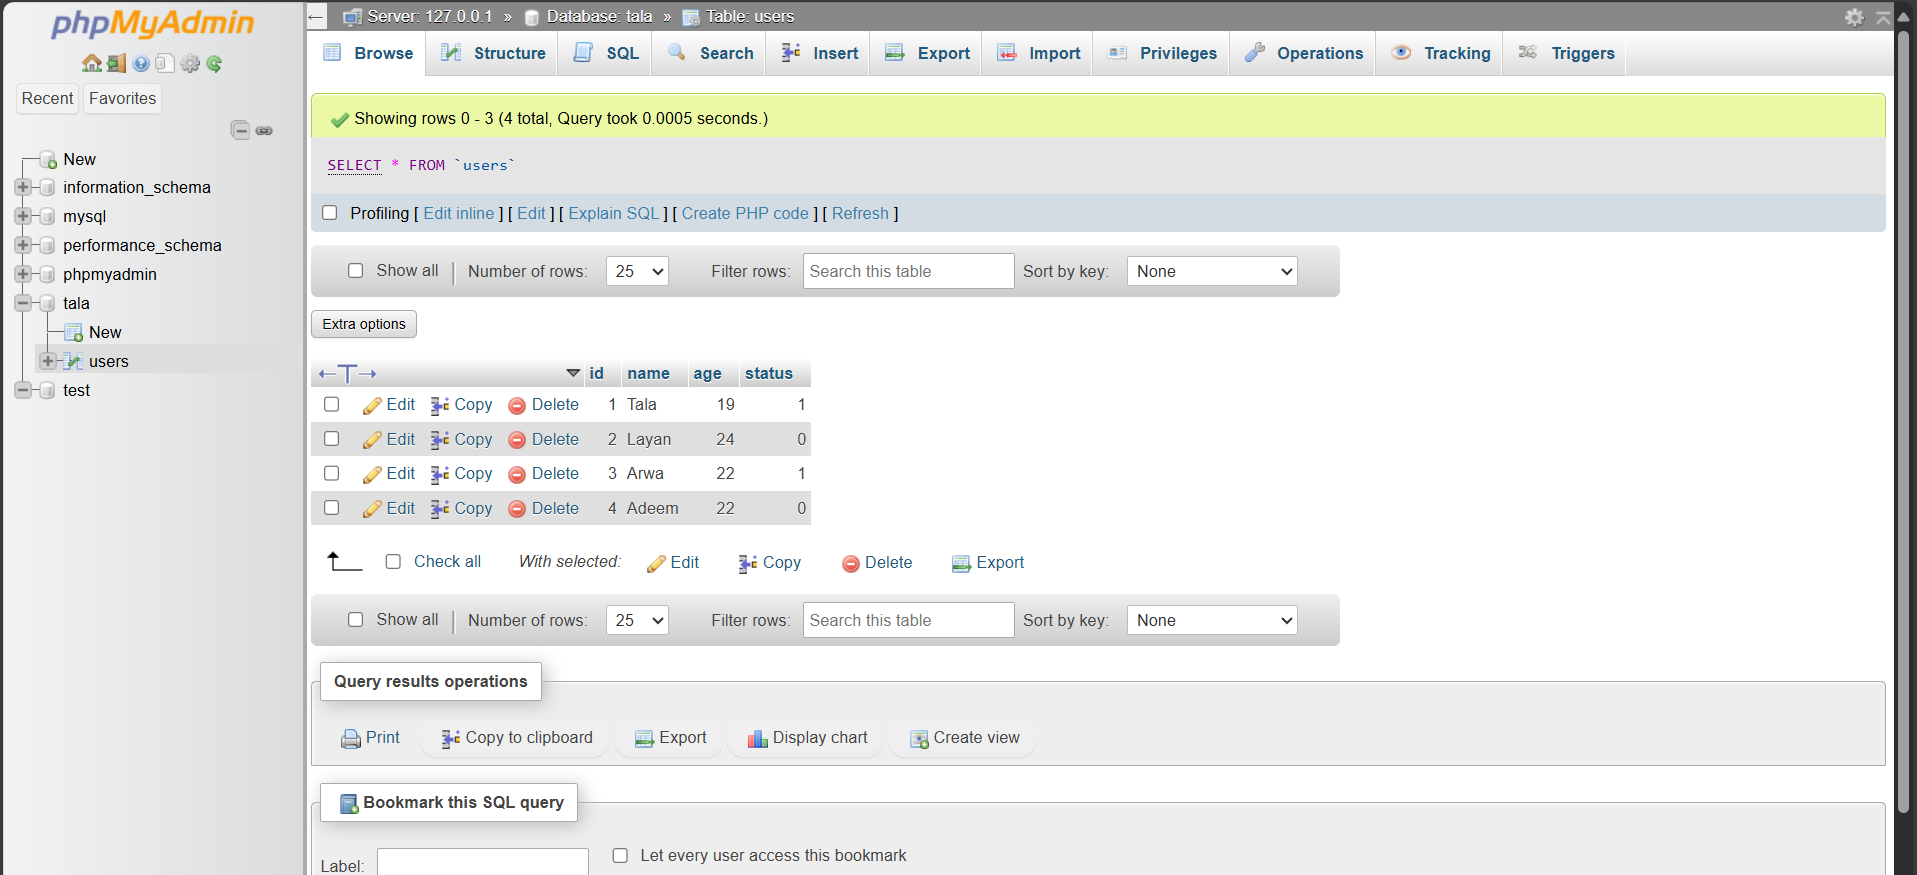 phpMyAdmin
Recent Favorites
New
information_schema
mysql
performance_schema
phpmyadmin
tala
New
users
test
← Server: 127.0.0.1 » Database: tala » Table: users
Browse Structure SQL Search Insert Export Import Privileges Operations Tracking Triggers
Showing rows 0 - 3 (4 total, Query took 0.0005 seconds.)
SELECT * FROM `users`
Profiling [ Edit inline ] [ Edit ] [ Explain SQL ] [ Create PHP code ] [ Refresh ]
Show all Number of rows: 25 Filter rows: Search this table Sort by key: None
Extra options
←T→ id name age status
Edit Copy Delete 1 Tala 19 1
Edit Copy Delete 2 Layan 24 0
Edit Copy Delete 3 Arwa 22 1
Edit Copy Delete 4 Adeem 22 0
Check all With selected: Edit Copy Delete Export
Show all Number of rows: 25 Filter rows: Search this table Sort by key: None
Query results operations
Print Copy to clipboard Export Display chart Create view
Bookmark this SQL query
Label: Let every user access this bookmark